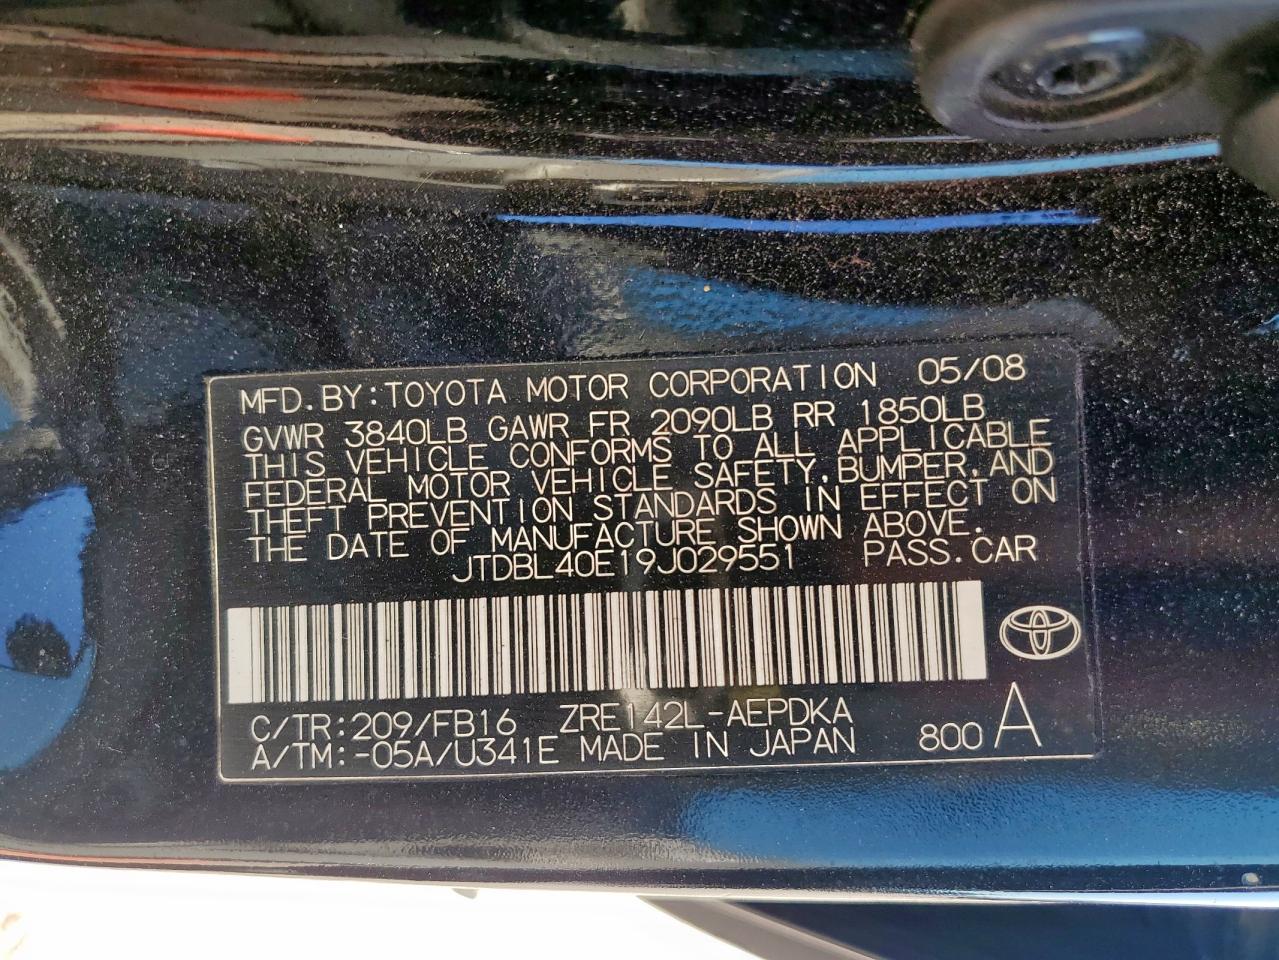 MFD. BY: TOYOTA MOTOR CORPORATION 05/08
GVWR 3840LB GAWR FR 2090LB RR 1850LB
THIS VEHICLE CONFORMS TO ALL APPLICABLE
FEDERAL MOTOR VEHICLE SAFETY, BUMPER, AND
THEFT PREVENTION STANDARDS IN EFFECT ON
THE DATE OF MANUFACTURE SHOWN ABOVE.
JTDBL40E19J029551 PASS. CAR
C/TR: 209/FB16 ZRE142L-AEPDKA
A/TM: -05A/U341E MADE IN JAPAN 800 A